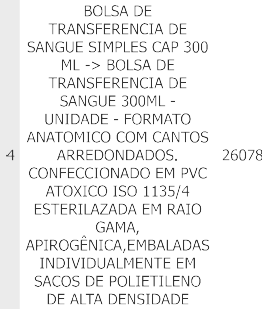 BOLSA DE
TRANSFERENCIA DE
SANGUE SIMPLES CAP 300
ML -> BOLSA DE
TRANSFERENCIA DE
SANGUE 300ML -
UNIDADE - FORMATO
ANATOMICO COM CANTOS
4 ARREDONDADOS. 26078
CONFECCIONADO EM PVC
ATOXICO ISO 1135/4
ESTERILAZADA EM RAIO
GAMA,
APIROGÊNICA,EMBALADAS
INDIVIDUALMENTE EM
SACOS DE POLIETILENO
DE ALTA DENSIDADE